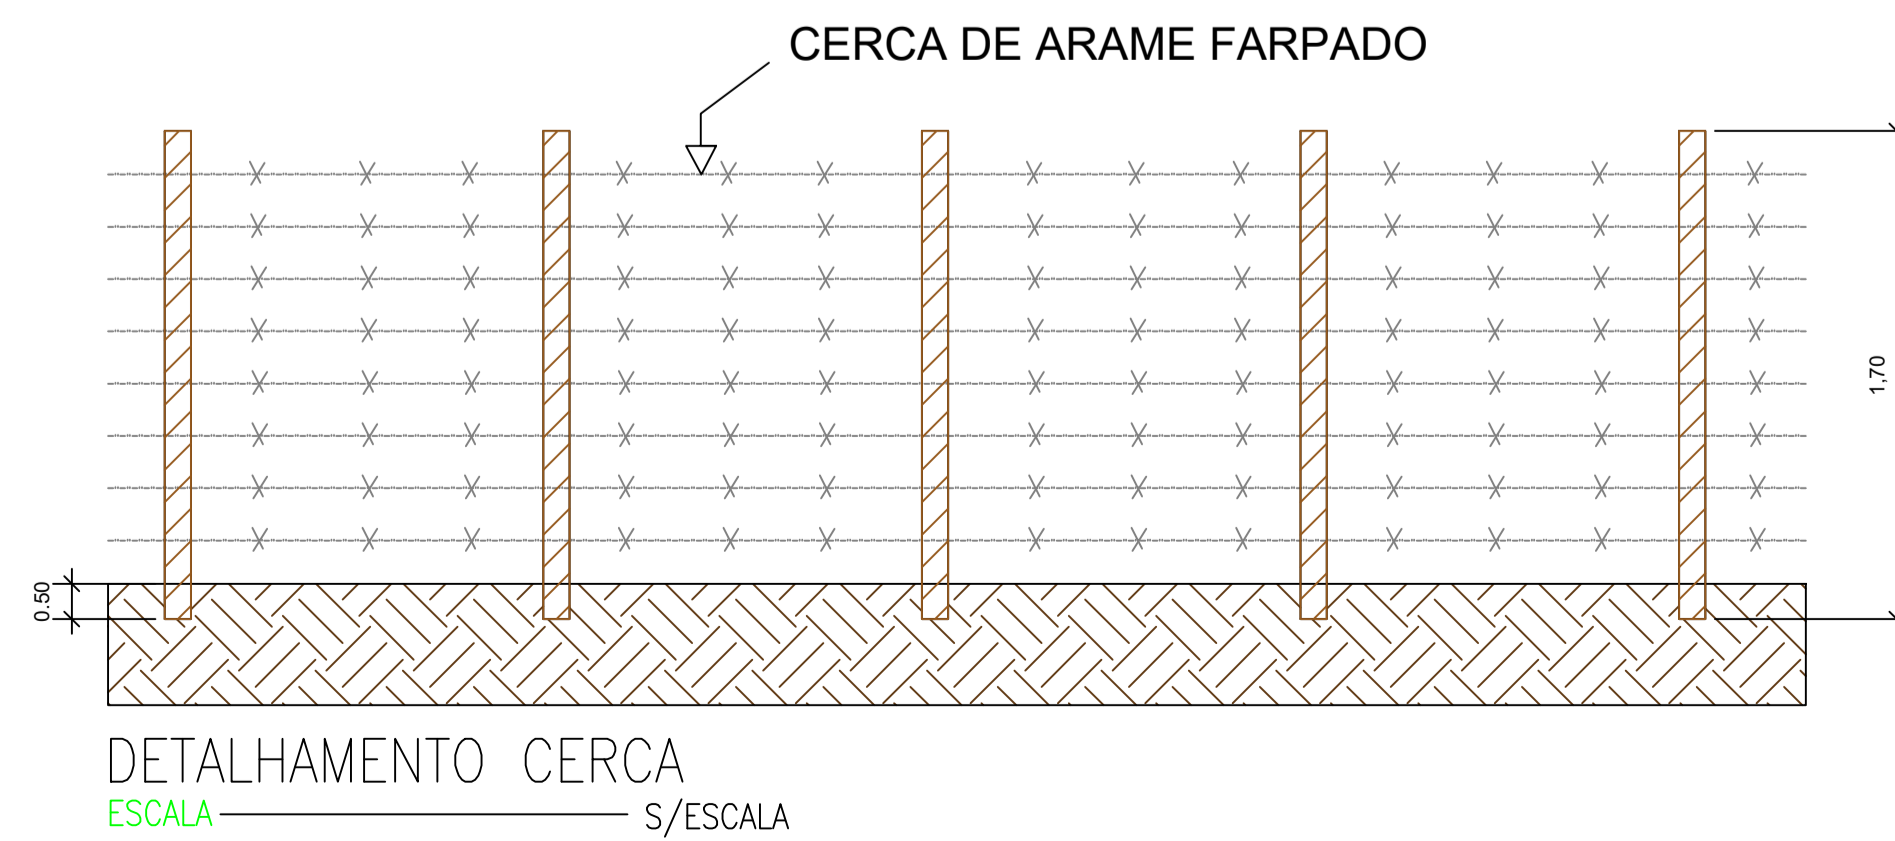 CERCA DE ARAME FARPADO
1,70
0.50
DETALHAMENTO CERCA
ESCALA S/ESCALA